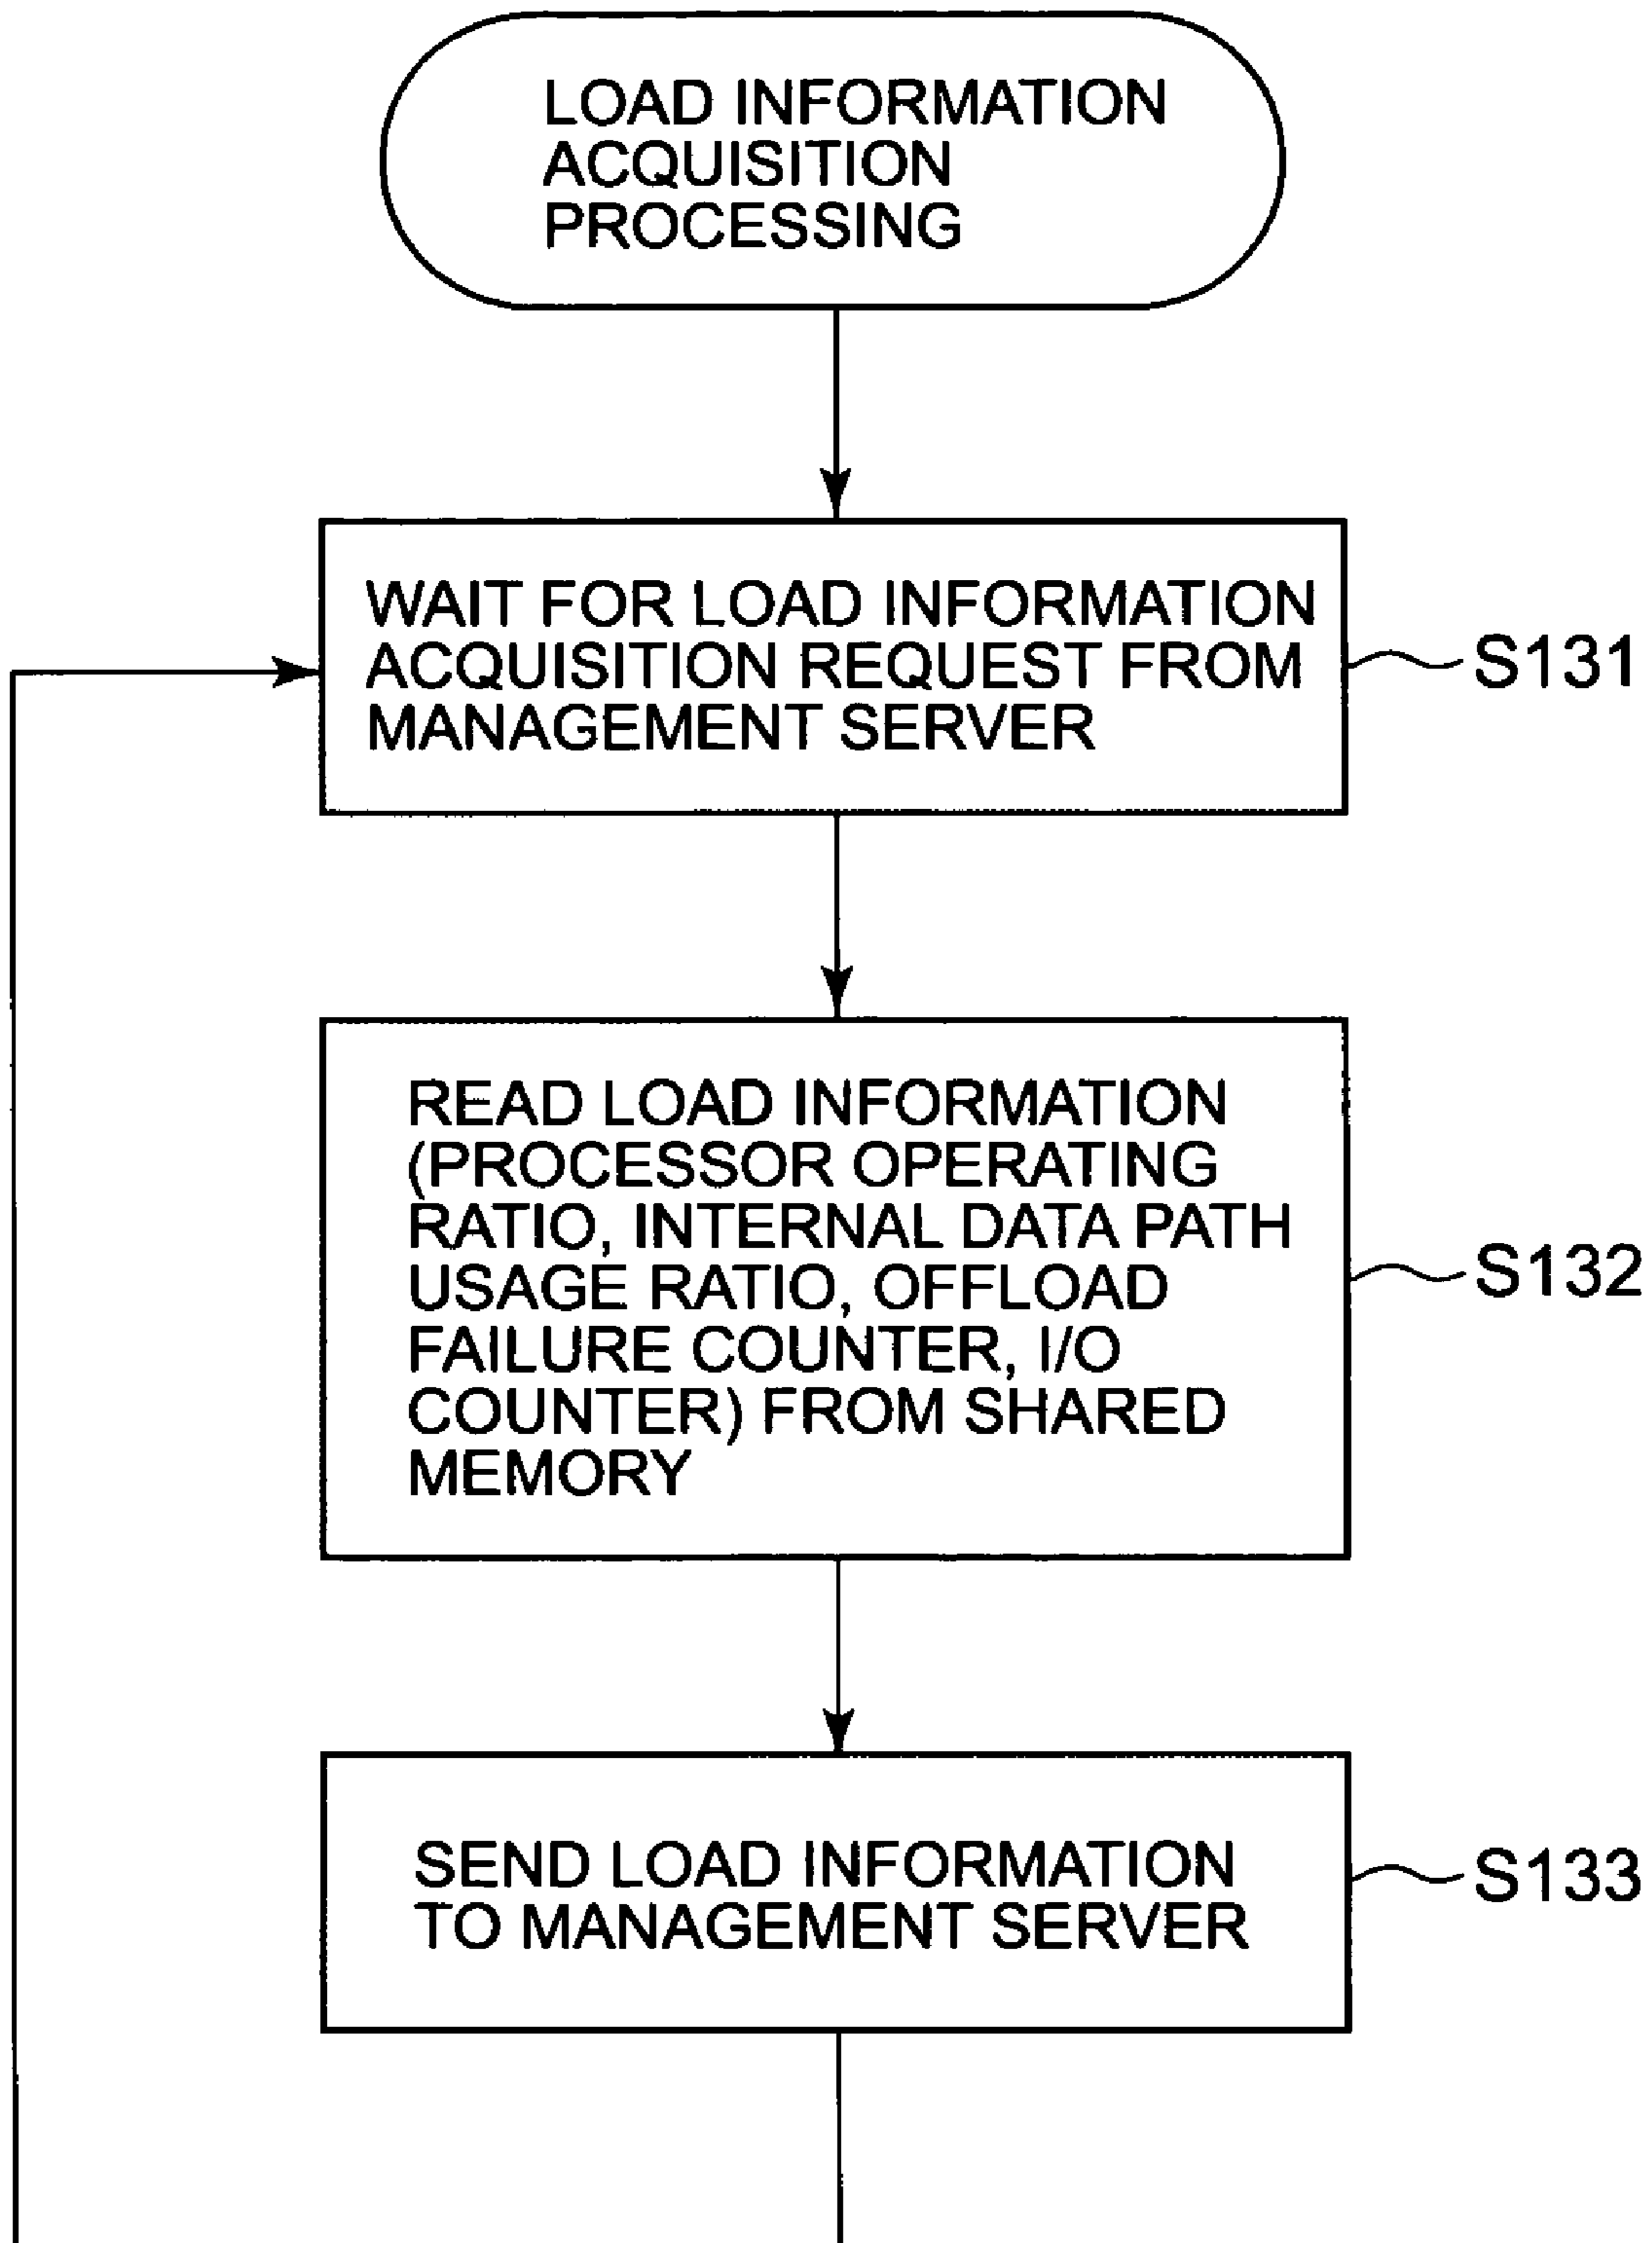 LOAD INFORMATION
ACQUISITION
PROCESSING
WAIT FOR LOAD INFORMATION
ACQUISITION REQUEST FROM
MANAGEMENT SERVER
S131
READ LOAD INFORMATION
(PROCESSOR OPERATING
RATIO, INTERNAL DATA PATH
USAGE RATIO, OFFLOAD
FAILURE COUNTER, I/O
COUNTER) FROM SHARED
MEMORY
S132
SEND LOAD INFORMATION
TO MANAGEMENT SERVER
S133